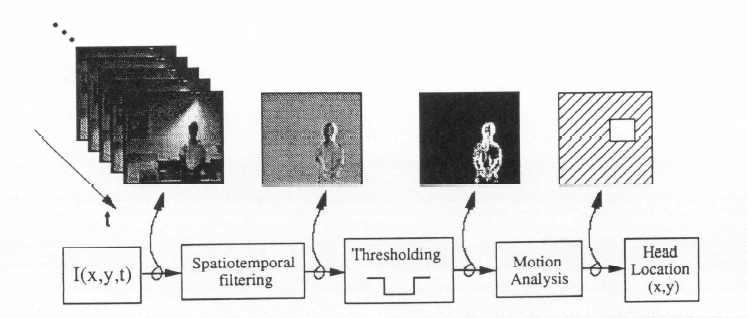 t
I(x,y,t)
Spatiotemporal
filtering
Thresholding
Motion
Analysis
Head
Location
(x,y)